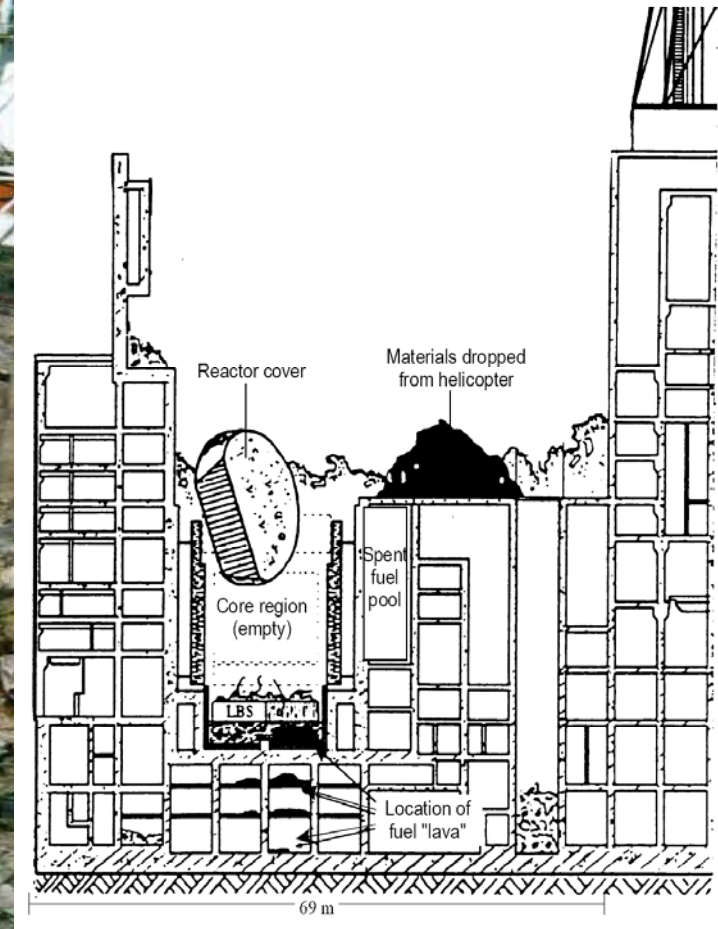 Reactor cover
Materials dropped
from helicopter
Spent
fuel
pool
Core region
(empty)
LBS
Location of
fuel "lava"
69 m